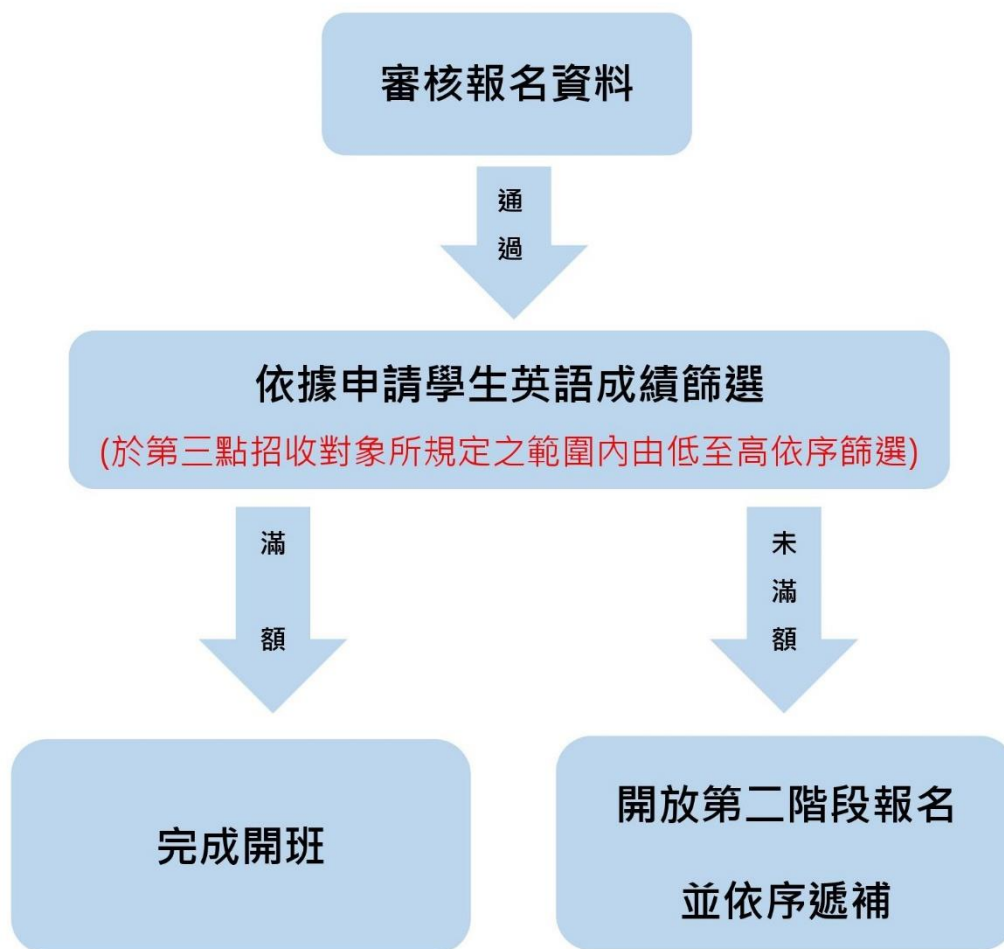 審核報名資料
通過
依據申請學生英語成績篩選
(於第三點招收對象所規定之範圍內由低至高依序篩選)
滿額
未滿額
完成開班
開放第二階段報名
並依序遞補